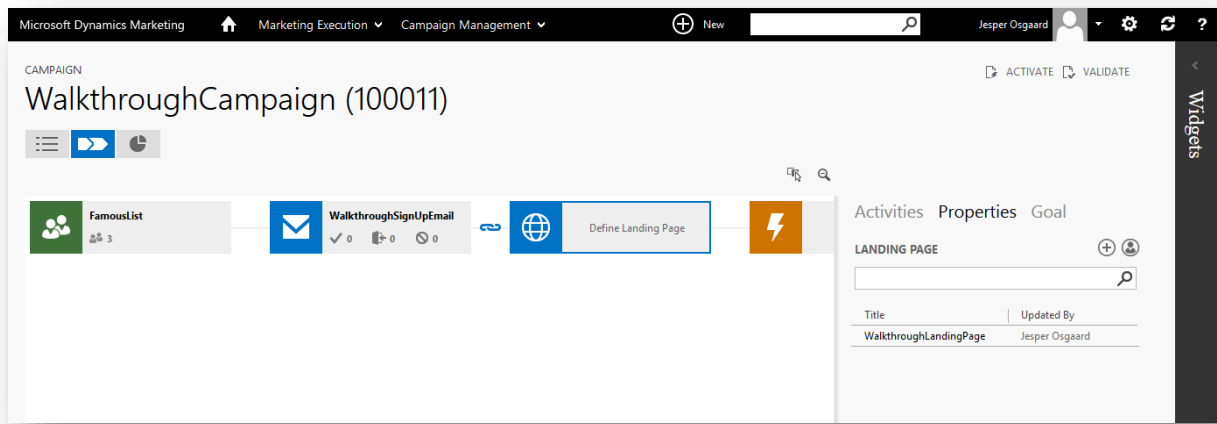 Microsoft Dynamics Marketing Marketing Execution Campaign Management New Jesper Osgaard ?
CAMPAIGN
ACTIVATE VALIDATE
WalkthroughCampaign (100011)
Widgets
FamousList
3
WalkthroughSignUpEmail
0 0 0
Define Landing Page
Activities Properties Goal
LANDING PAGE
Title Updated By
WalkthroughLandingPage Jesper Osgaard